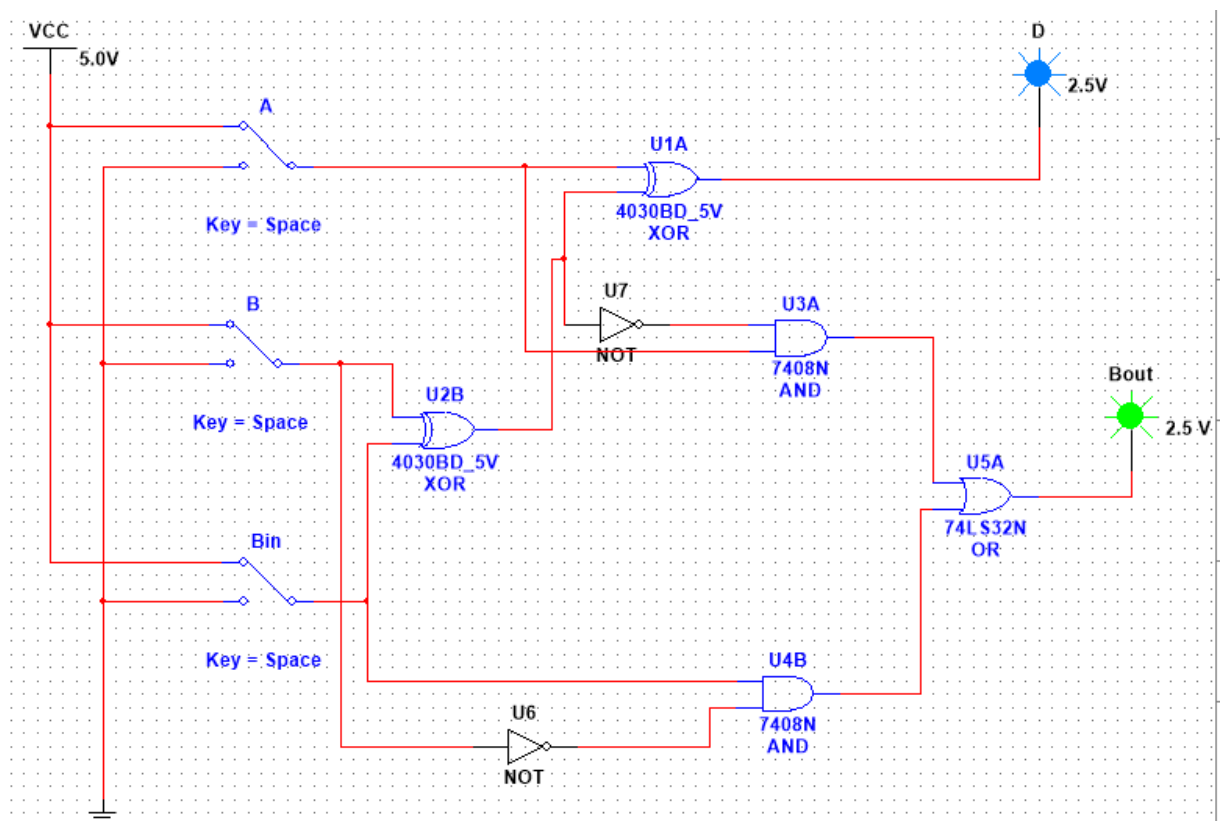 VCC
5.0V
D
2.5V
A
U1A
4030BD_5V
XOR
Key = Space
U7
NOT
U3A
7408N
AND
B
Bout
2.5 V
U2B
4030BD_5V
XOR
Key = Space
U5A
74LS32N
OR
Bin
Key = Space
U4B
7408N
AND
U6
NOT